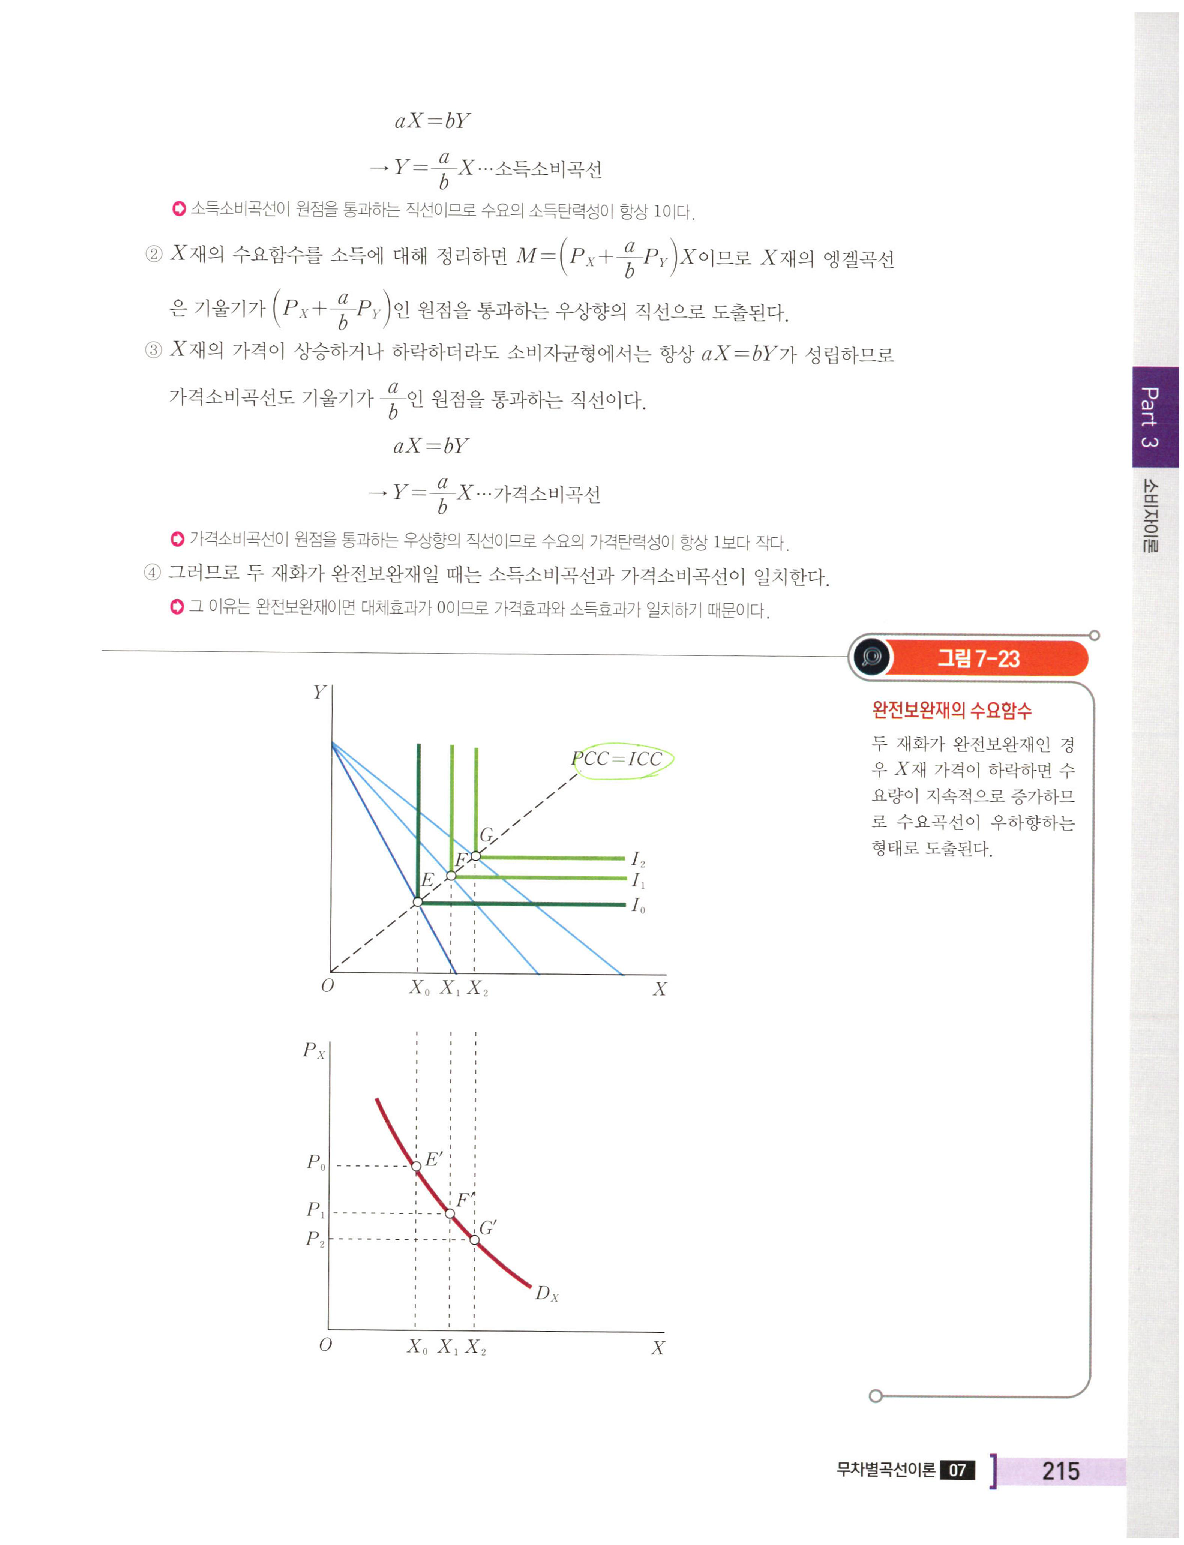 aX=bY
→Y=\frac{a}{b}X⋯소득소비곡선
소득소비곡선이 원점을 통과하는 직선이므로 수요의 소득탄력성이 항상 1이다.
② X재의 수요함수를 소득에 대해 정리하면 M=(P_X+\frac{a}{b}P_Y)X이므로 X재의 엥겔곡선
은 기울기가 (P_X+\frac{a}{b}P_Y)인 원점을 통과하는 우상향의 직선으로 도출된다.
③ X재의 가격이 상승하거나 하락하더라도 소비자균형에서는 항상 aX=bY가 성립하므로
가격소비곡선도 기울기가 \frac{a}{b}인 원점을 통과하는 직선이다.
aX=bY
→Y=\frac{a}{b}X⋯가격소비곡선
가격소비곡선이 원점을 통과하는 우상향의 직선이므로 수요의 가격탄력성이 항상 1보다 작다.
④ 그러므로 두 재화가 완전보완재일 때는 소득소비곡선과 가격소비곡선이 일치한다.
그 이유는 완전보완재이면 대체효과가 0이므로 가격효과와 소득효과가 일치하기 때문이다.
Part 3
소비자이론
그림 7-23
완전보완재의 수요함수
두 재화가 완전보완재인 경
우 X재 가격이 하락하면 수
요량이 지속적으로 증가하므
로 수요곡선이 우하향하는
형태로 도출된다.
Y
PCC=ICC
G
F
E
I_2
I_1
I_0
O
X_0 X_1 X_2
X
P_X
P_0
E′
P_1
F′
P_2
G′
D_X
O
X_0 X_1 X_2
X
무차별곡선이론 07
215